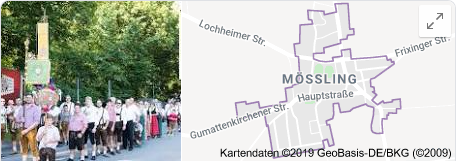 Lochheimer Str.
Frixinger Str.
MÖSSLING
Hauptstraße
Gumattenkirchener Str.
Kartendaten ©2019 GeoBasis-DE/BKG (©2009)